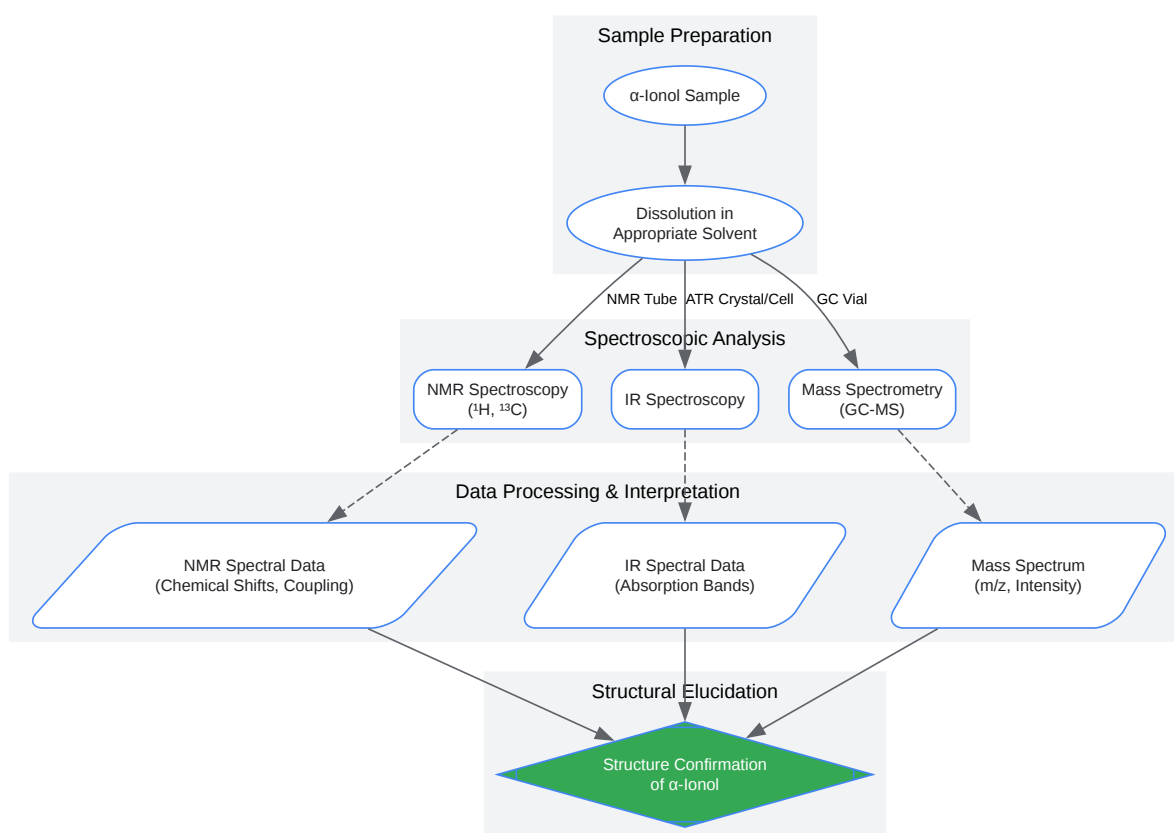 Sample Preparation
α-Ionol Sample
Dissolution in
Appropriate Solvent
NMR Tube
ATR Crystal/Cell
GC Vial
Spectroscopic Analysis
NMR Spectroscopy
(¹H, ¹³C)
IR Spectroscopy
Mass Spectrometry
(GC-MS)
Data Processing & Interpretation
NMR Spectral Data
(Chemical Shifts, Coupling)
IR Spectral Data
(Absorption Bands)
Mass Spectrum
(m/z, Intensity)
Structural Elucidation
Structure Confirmation
of α-Ionol